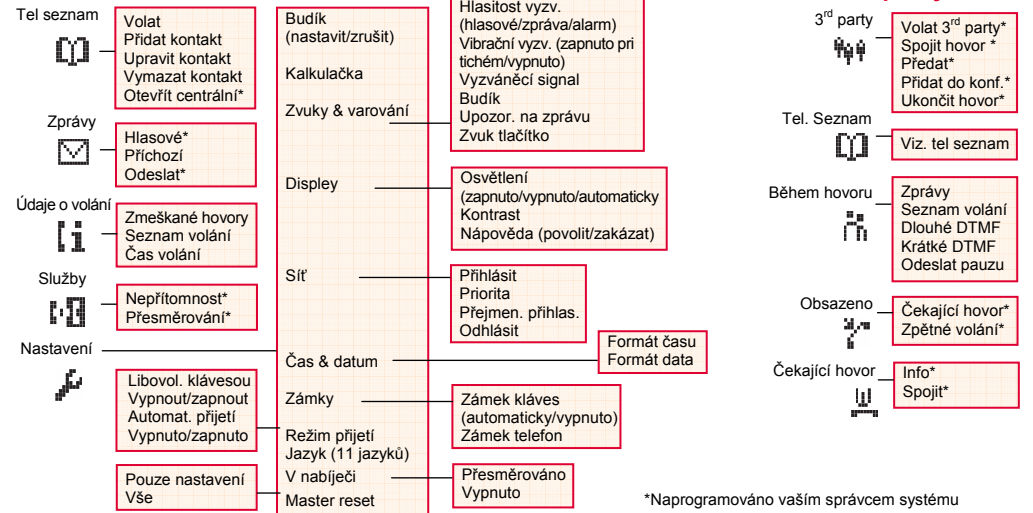 Tel seznam
Volat
Přidat kontakt
Upravit kontakt
Vymazat kontakt
Otevřít centrální*
Zprávy
Hlasové*
Příchozí
Odeslat*
Údaje o volání
Zmeškané hovory
Seznam volání
Čas volání
Služby
Nepřítomnost*
Přesměrování*
Nastavení
Budík
(nastavit/zrušit)
Kalkulačka
Zvuky & varování
Hlasitost vyzv.
(hlasové/zpráva/alarm)
Vibrační vyzv. (zapnuto pri
tichém/vypnuto)
Vyzváněcí signal
Budík
Upozor. na zprávu
Zvuk tlačítko
Displey
Osvětlení
(zapnuto/vypnuto/automaticky
Kontrast
Nápověda (povolit/zakázat)
Síť
Přihlásit
Priorita
Přejmen. přihlas.
Odhlásit
Čas & datum
Formát času
Formát data
Zámky
Zámek kláves
(automaticky/vypnuto)
Zámek telefon
Libovol. klávesou
Vypnout/zapnout
Automat. přijetí
Vypnuto/zapnuto
Režim přijetí
Jazyk (11 jazyků)
V nabíječi
Přesměrováno
Vypnuto
Pouze nastavení
Vše
Master reset
3rd party
Volat 3rd party*
Spojit hovor *
Předat*
Přidat do konf.*
Ukončit hovor*
Tel. Seznam
Viz. tel seznam
Během hovoru
Zprávy
Seznam volání
Dlouhé DTMF
Krátké DTMF
Odeslat pauzu
Obsazeno
Čekající hovor*
Zpětné volání*
Čekající hovor
Info*
Spojit*
*Naprogramováno vaším správcem systému